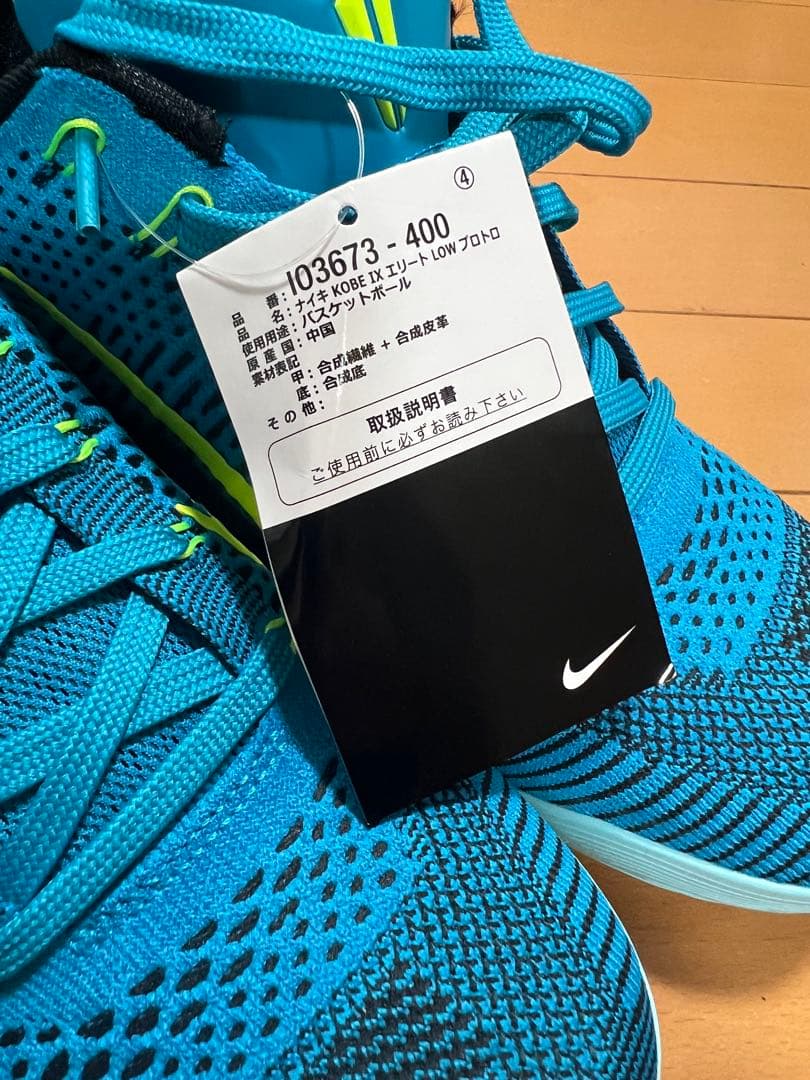 ④
品 番 : IO3673 - 400
品 名 : ナイキ KOBE IX エリート LOW プロトロ
使用用途 : バスケットボール
原 産 国 : 中国
素材表記
甲 : 合成繊維 + 合成皮革
底 : 合成底
そ の 他 :
取扱説明書
ご使用前に必ずお読み下さい